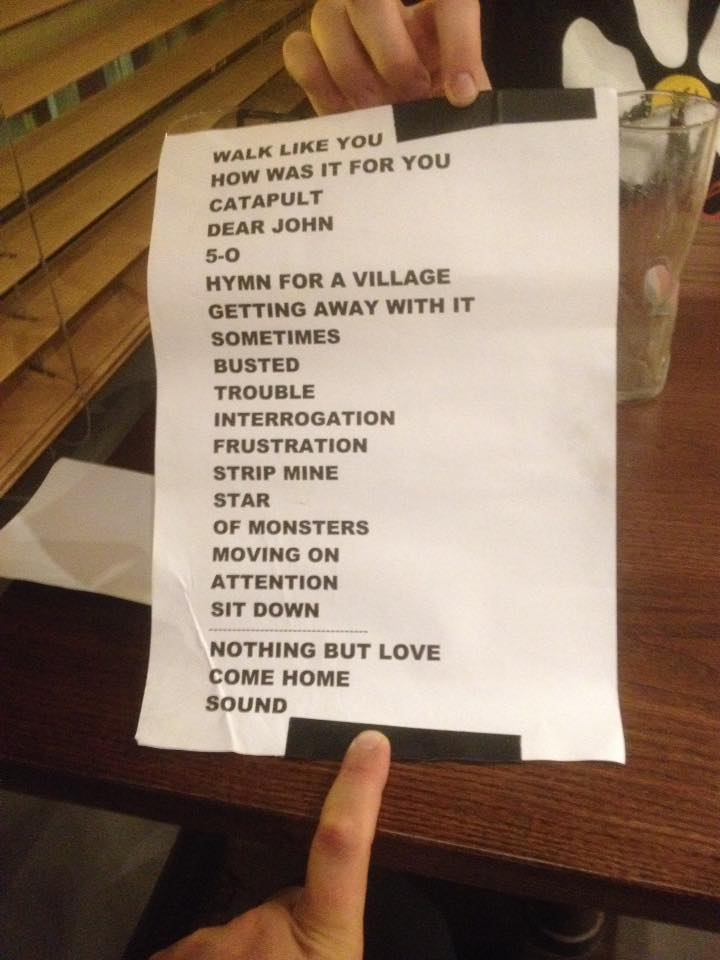 WALK LIKE YOU
HOW WAS IT FOR YOU
CATAPULT
DEAR JOHN
5-0
HYMN FOR A VILLAGE
GETTING AWAY WITH IT
SOMETIMES
BUSTED
TROUBLE
INTERROGATION
FRUSTRATION
STRIP MINE
STAR
OF MONSTERS
MOVING ON
ATTENTION
SIT DOWN
NOTHING BUT LOVE
COME HOME
SOUND